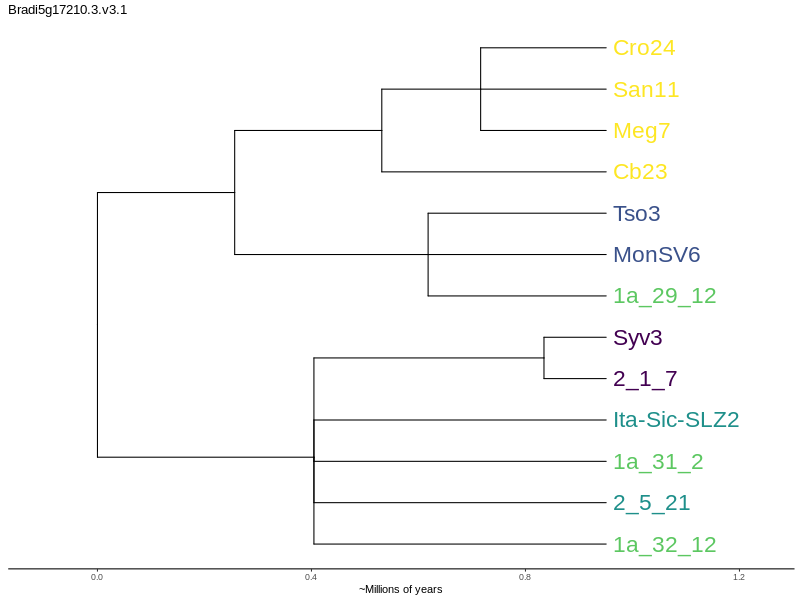 Bradi5g17210.3.v3.1
Cro24
San11
Meg7
Cb23
Tso3
MonSV6
1a_29_12
Syv3
2_1_7
Ita-Sic-SLZ2
1a_31_2
2_5_21
1a_32_12
0.0 0.4 0.8 1.2
~Millions of years